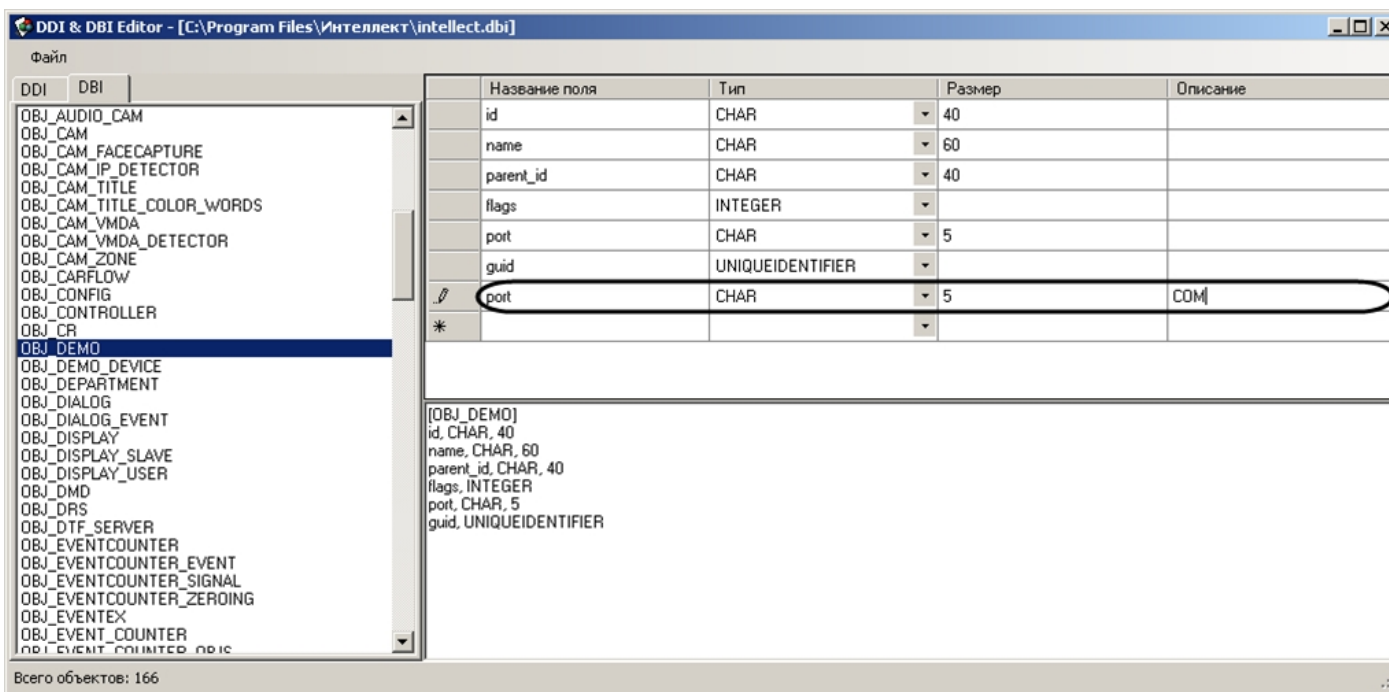 DDI & DBI Editor - [C:\Program Files\Интеллект\intellect.dbi]
Файл
DDI DBI
OBJ_AUDIO_CAM
OBJ_CAM
OBJ_CAM_FACECAPTURE
OBJ_CAM_IP_DETECTOR
OBJ_CAM_TITLE
OBJ_CAM_TITLE_COLOR_WORDS
OBJ_CAM_VMDA
OBJ_CAM_VMDA_DETECTOR
OBJ_CAM_ZONE
OBJ_CARFLOW
OBJ_CONFIG
OBJ_CONTROLLER
OBJ_CR
OBJ_DEMO
OBJ_DEMO_DEVICE
OBJ_DEPARTMENT
OBJ_DIALOG
OBJ_DIALOG_EVENT
OBJ_DISPLAY
OBJ_DISPLAY_SLAVE
OBJ_DISPLAY_USER
OBJ_DMD
OBJ_DRS
OBJ_DTF_SERVER
OBJ_EVENTCOUNTER
OBJ_EVENTCOUNTER_EVENT
OBJ_EVENTCOUNTER_SIGNAL
OBJ_EVENTCOUNTER_ZEROING
OBJ_EVENTEX
OBJ_EVENT_COUNTER
OBJ_EVENT_COUNTER_OBJS
Название поля Тип Размер Описание
id CHAR 40
name CHAR 60
parent_id CHAR 40
flags INTEGER
port CHAR 5
guid UNIQUEIDENTIFIER
port CHAR 5 COM
[OBJ_DEMO]
id, CHAR, 40
name, CHAR, 60
parent_id, CHAR, 40
flags, INTEGER
port, CHAR, 5
guid, UNIQUEIDENTIFIER
Всего объектов: 166